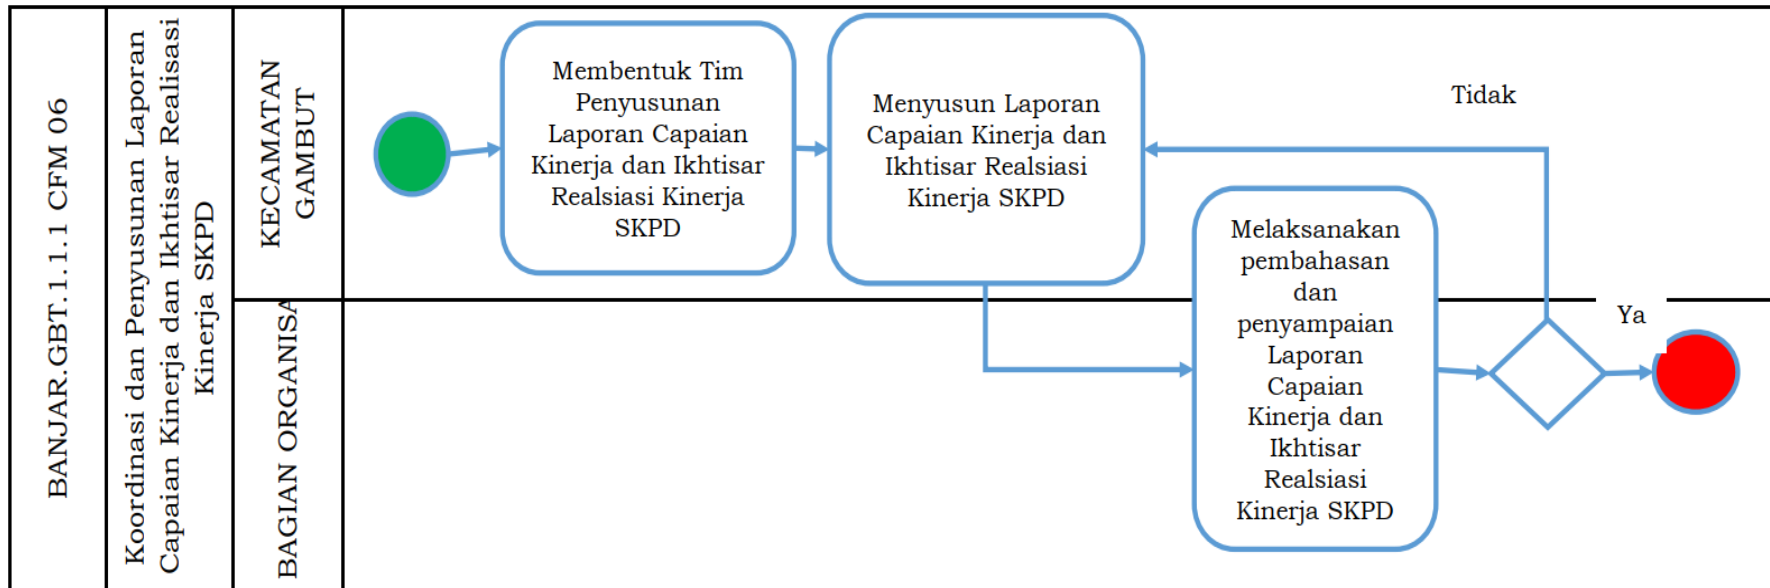 BANJAR.GBT.1.1.1 CFM 06
Koordinasi dan Penyusunan Laporan
Capaian Kinerja dan Ikhtisar Realisasi
Kinerja SKPD
KECAMATAN
GAMBUT
BAGIAN ORGANISA
Membentuk Tim
Penyusunan
Laporan Capaian
Kinerja dan Ikhtisar
Realsiasi Kinerja
SKPD
Menyusun Laporan
Capaian Kinerja dan
Ikhtisar Realsiasi
Kinerja SKPD
Tidak
Melaksanakan
pembahasan
dan
penyampaian
Laporan
Capaian
Kinerja dan
Ikhtisar
Realsiasi
Kinerja SKPD
Ya